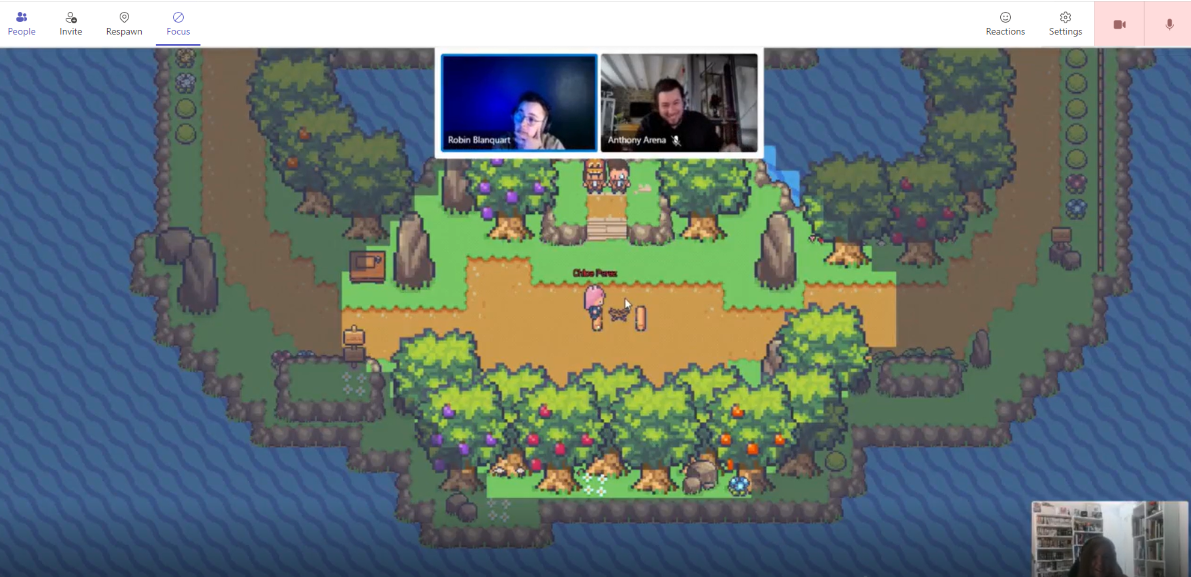 People
Invite
Respawn
Focus
Reactions
Settings
Robin Blanquart
Anthony Arena
Chloe Perez